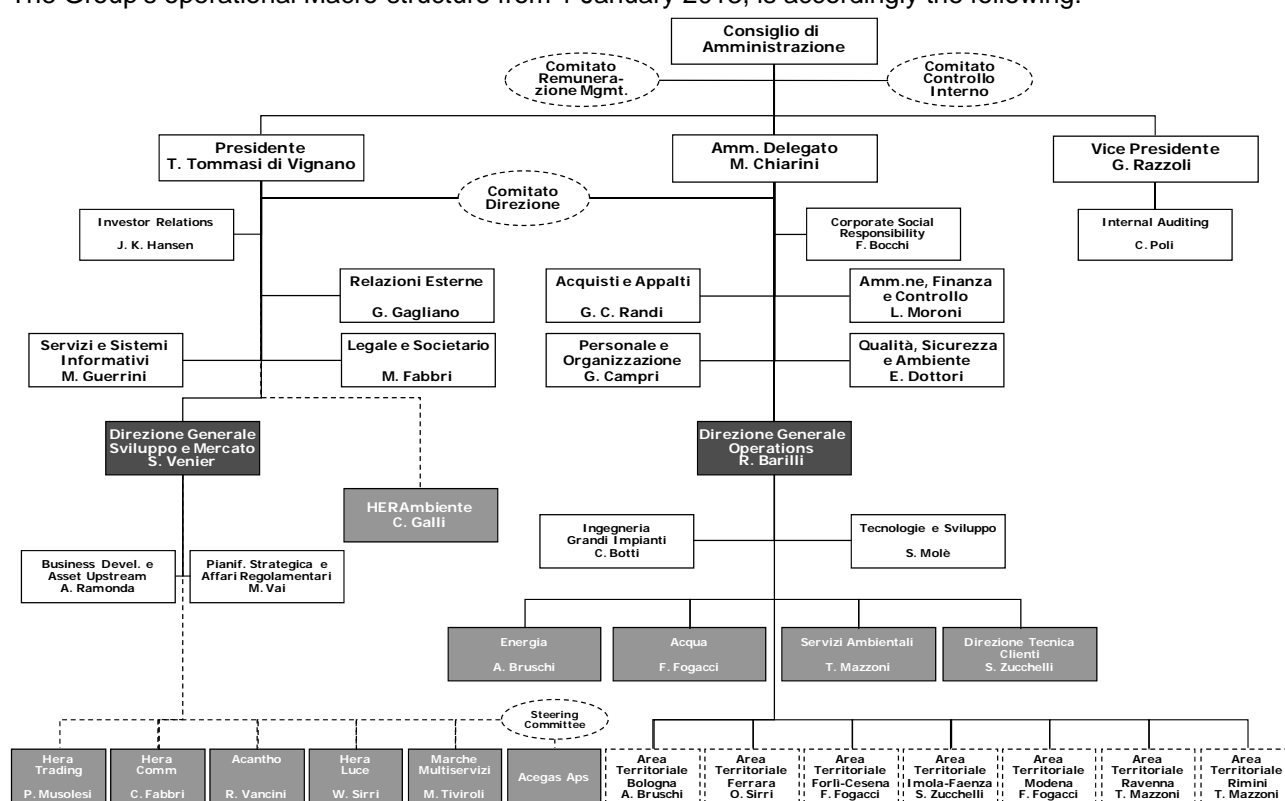 The Group's operational Macro-structure from 1 January 2013, is accordingly the following:
Consiglio di
Amministrazione
Comitato
Remunera-
zione Mgmt.
Comitato
Controllo
Interno
Presidente
T. Tommasi di Vignano
Amm. Delegato
M. Chiarini
Vice Presidente
G. Razzoli
Comitato
Direzione
Investor Relations
J. K. Hansen
Corporate Social
Responsibility
F. Bocchi
Internal Auditing
C. Poli
Relazioni Esterne
G. Gagliano
Acquisti e Appalti
G. C. Randi
Amm.ne, Finanza
e Controllo
L. Moroni
Servizi e Sistemi
Informativi
M. Guerrini
Legale e Societario
M. Fabbri
Personale e
Organizzazione
G. Campri
Qualità, Sicurezza
e Ambiente
E. Dottori
Direzione Generale
Sviluppo e Mercato
S. Venier
Direzione Generale
Operations
R. Barilli
HERAmbiente
C. Galli
Ingegneria
Grandi Impianti
C. Botti
Tecnologie e Sviluppo
S. Molè
Business Devel. e
Asset Upstream
A. Ramonda
Pianif. Strategica e
Affari Regolamentari
M. Vai
Energia
A. Bruschi
Acqua
F. Fogacci
Servizi Ambientali
T. Mazzoni
Direzione Tecnica
Clienti
S. Zucchelli
Steering
Committee
Hera
Trading
P. Musolesi
Hera
Comm
C. Fabbri
Acantho
R. Vancini
Hera
Luce
W. Sirri
Marche
Multiservizi
M. Tiviroli
Acegas Aps
Area
Territoriale
Bologna
A. Bruschi
Area
Territoriale
Ferrara
O. Sirri
Area
Territoriale
Forlì-Cesena
F. Fogacci
Area
Territoriale
Imola-Faenza
S. Zucchelli
Area
Territoriale
Modena
F. Fogacci
Area
Territoriale
Ravenna
T. Mazzoni
Area
Territoriale
Rimini
T. Mazzoni